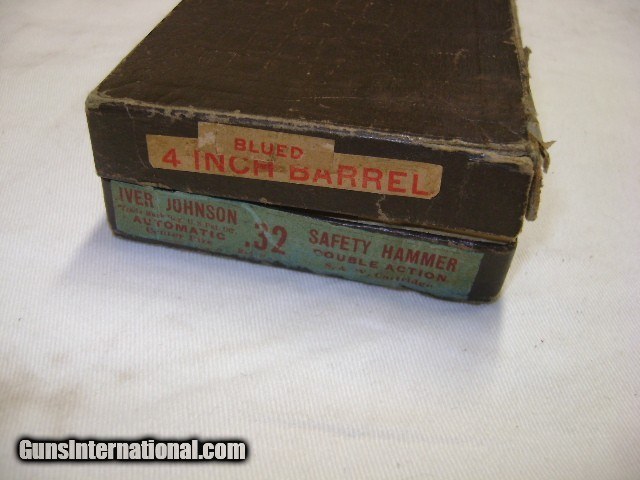 BLUED
4 INCH BARREL
IVER JOHNSON
AUTOMATIC
.32
SAFETY HAMMER
DOUBLE ACTION
GunsInternational.com